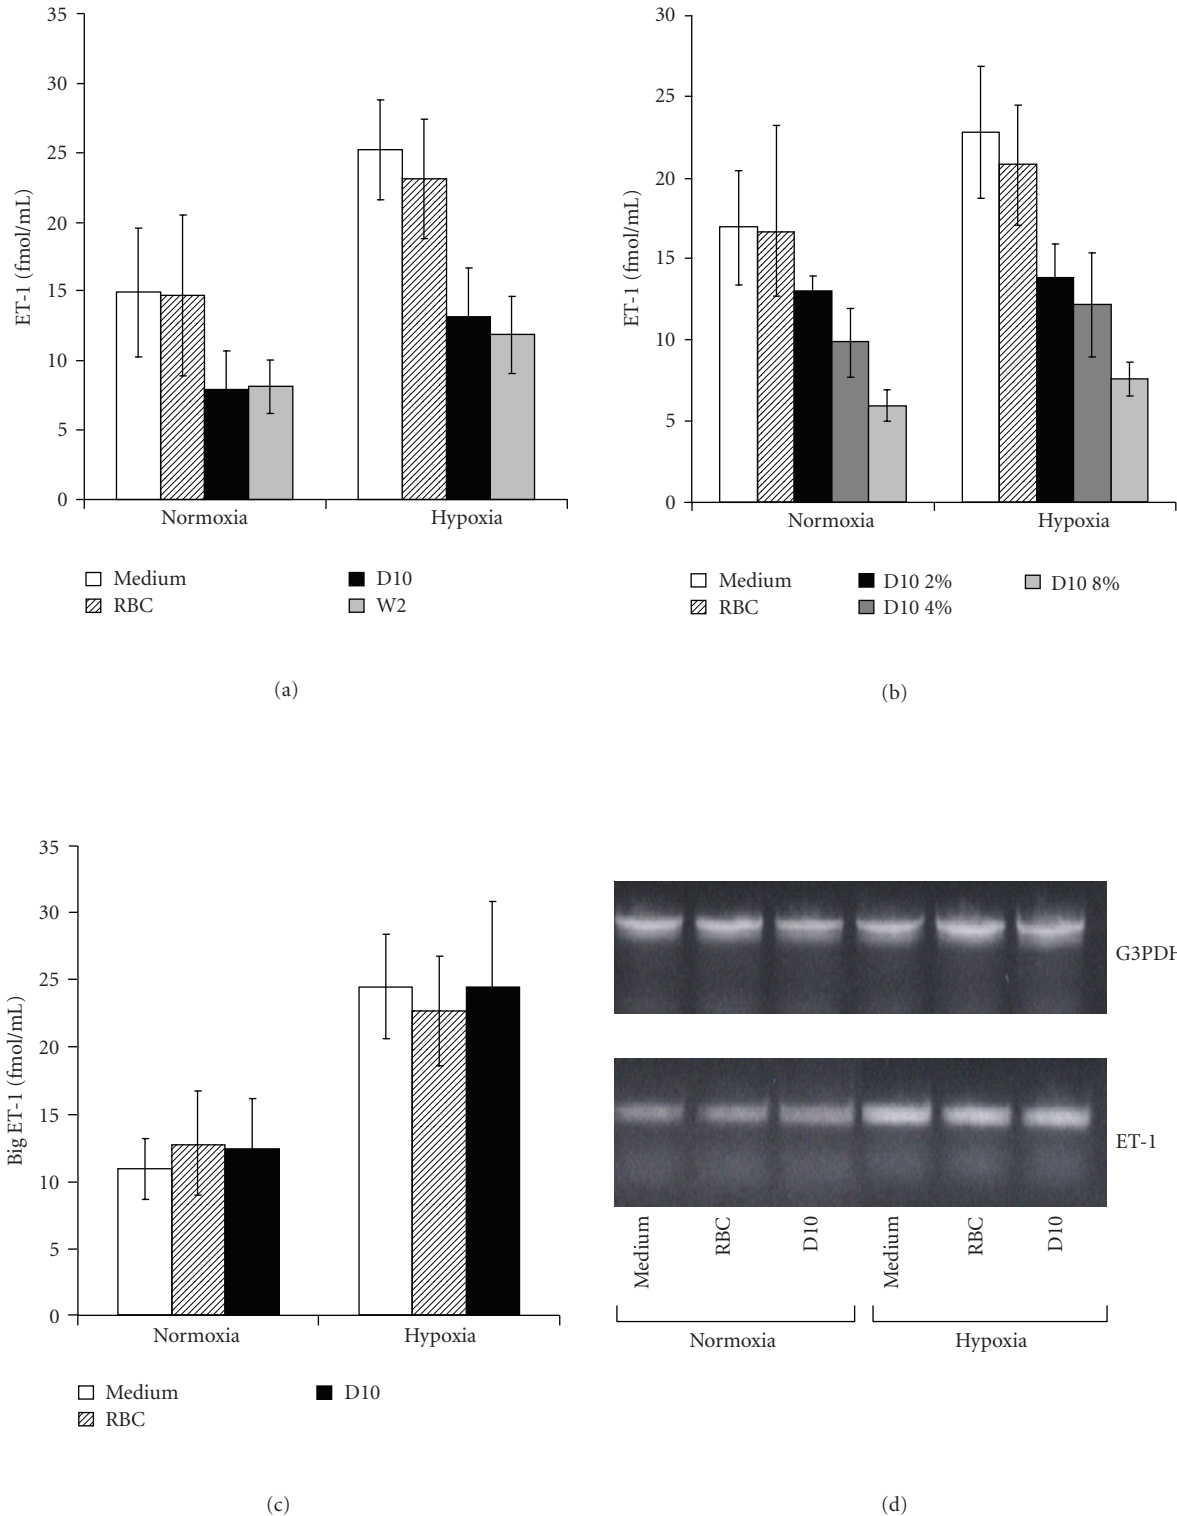 35
30
25
20
15
10
5
0
ET-1 (fmol/mL)
Normoxia
Hypoxia
Medium
RBC
D10
W2
(a)
30
25
20
15
10
5
0
ET-1 (fmol/mL)
Normoxia
Hypoxia
Medium
RBC
D10 2%
D10 4%
D10 8%
(b)
35
30
25
20
15
10
5
0
Big ET-1 (fmol/mL)
Normoxia
Hypoxia
Medium
RBC
D10
(c)
G3PDH
ET-1
Medium
RBC
D10
Medium
RBC
D10
Normoxia
Hypoxia
(d)